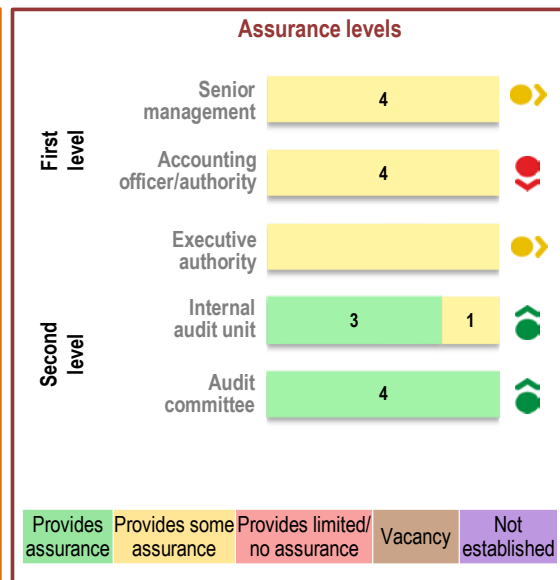 Assurance levels
First
level
Senior
management
4
Accounting
officer/authority
4
Executive
authority
Second
level
Internal
audit unit
3 1
Audit
committee
4
Provides
assurance
Provides some
assurance
Provides limited/
no assurance
Vacancy
Not
established